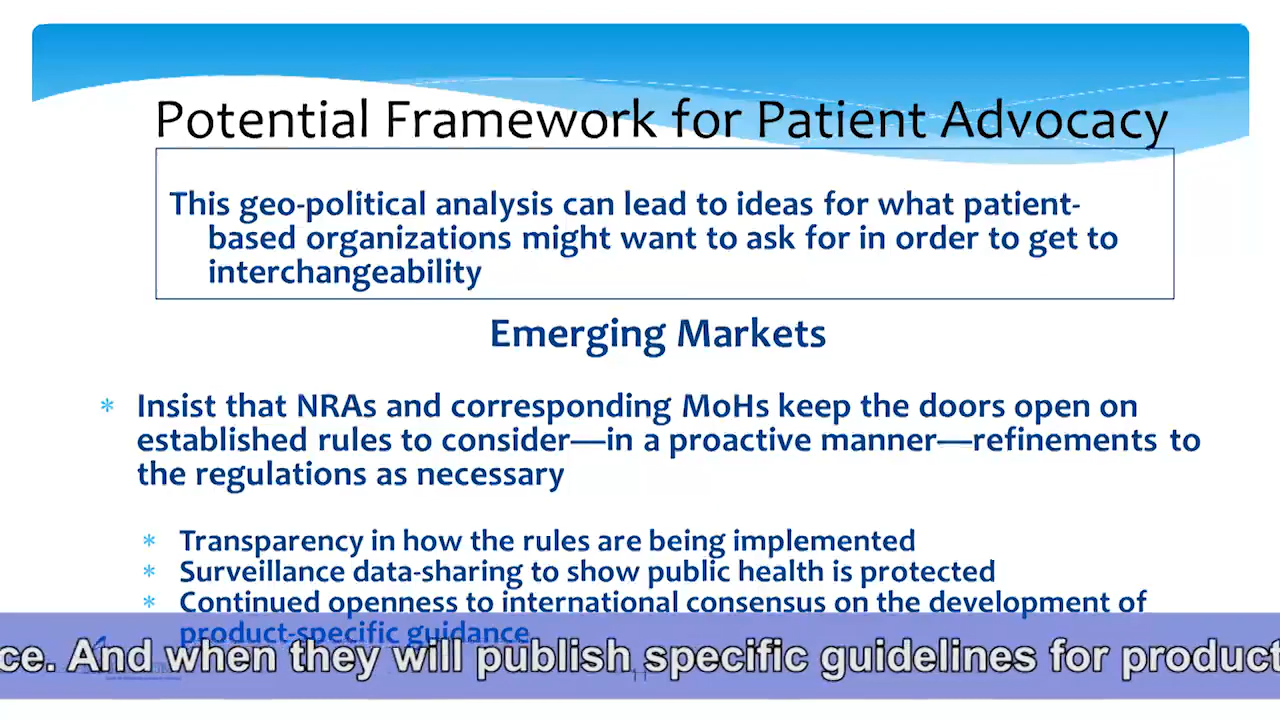 Potential Framework for Patient Advocacy
This geo-political analysis can lead to ideas for what patient-
based organizations might want to ask for in order to get to
interchangeability
Emerging Markets
* Insist that NRAs and corresponding MoHs keep the doors open on
established rules to consider—in a proactive manner—refinements to
the regulations as necessary
* Transparency in how the rules are being implemented
* Surveillance data-sharing to show public health is protected
* Continued openness to international consensus on the development of
product-specific guidance
ce. And when they will publish specific guidelines for product
11